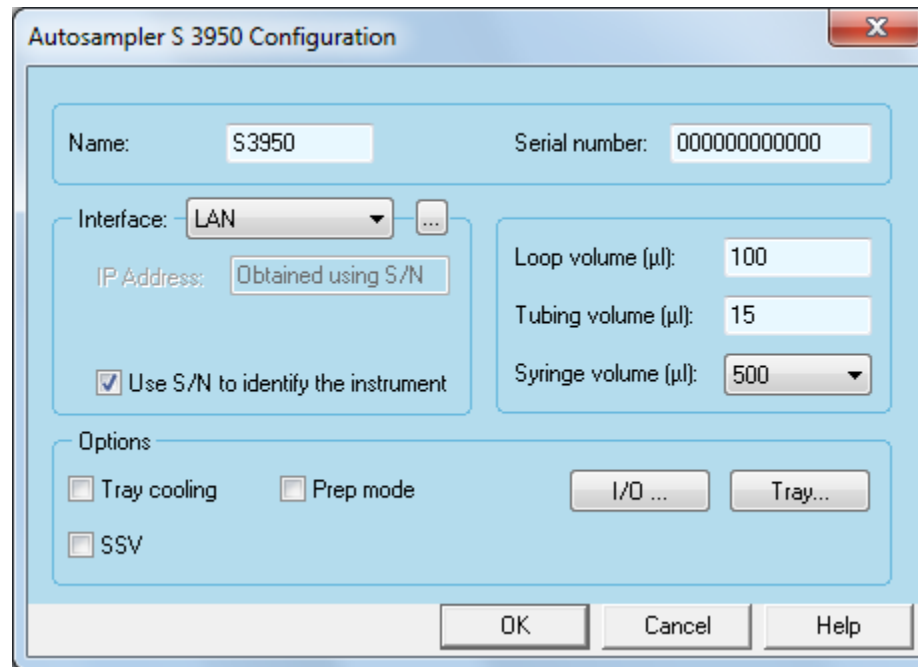 Autosampler S 3950 Configuration
Name: S3950 Serial number: 000000000000
Interface: LAN ...
IP Address: Obtained using S/N
Use S/N to identify the instrument
Loop volume (µl): 100
Tubing volume (µl): 15
Syringe volume (µl): 500
Options
Tray cooling Prep mode I/O ... Tray...
SSV
OK Cancel Help